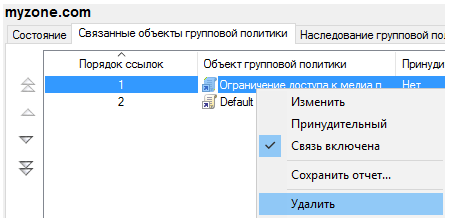 myzone.com
Состояние Связанные объекты групповой политики Наследование групповой пол
Порядок ссылок Объект групповой политики Принуди
1 Ограничение доступа к медиа п Нет
2 Default
Изменить
Принудительный
Связь включена
Сохранить отчет...
Удалить